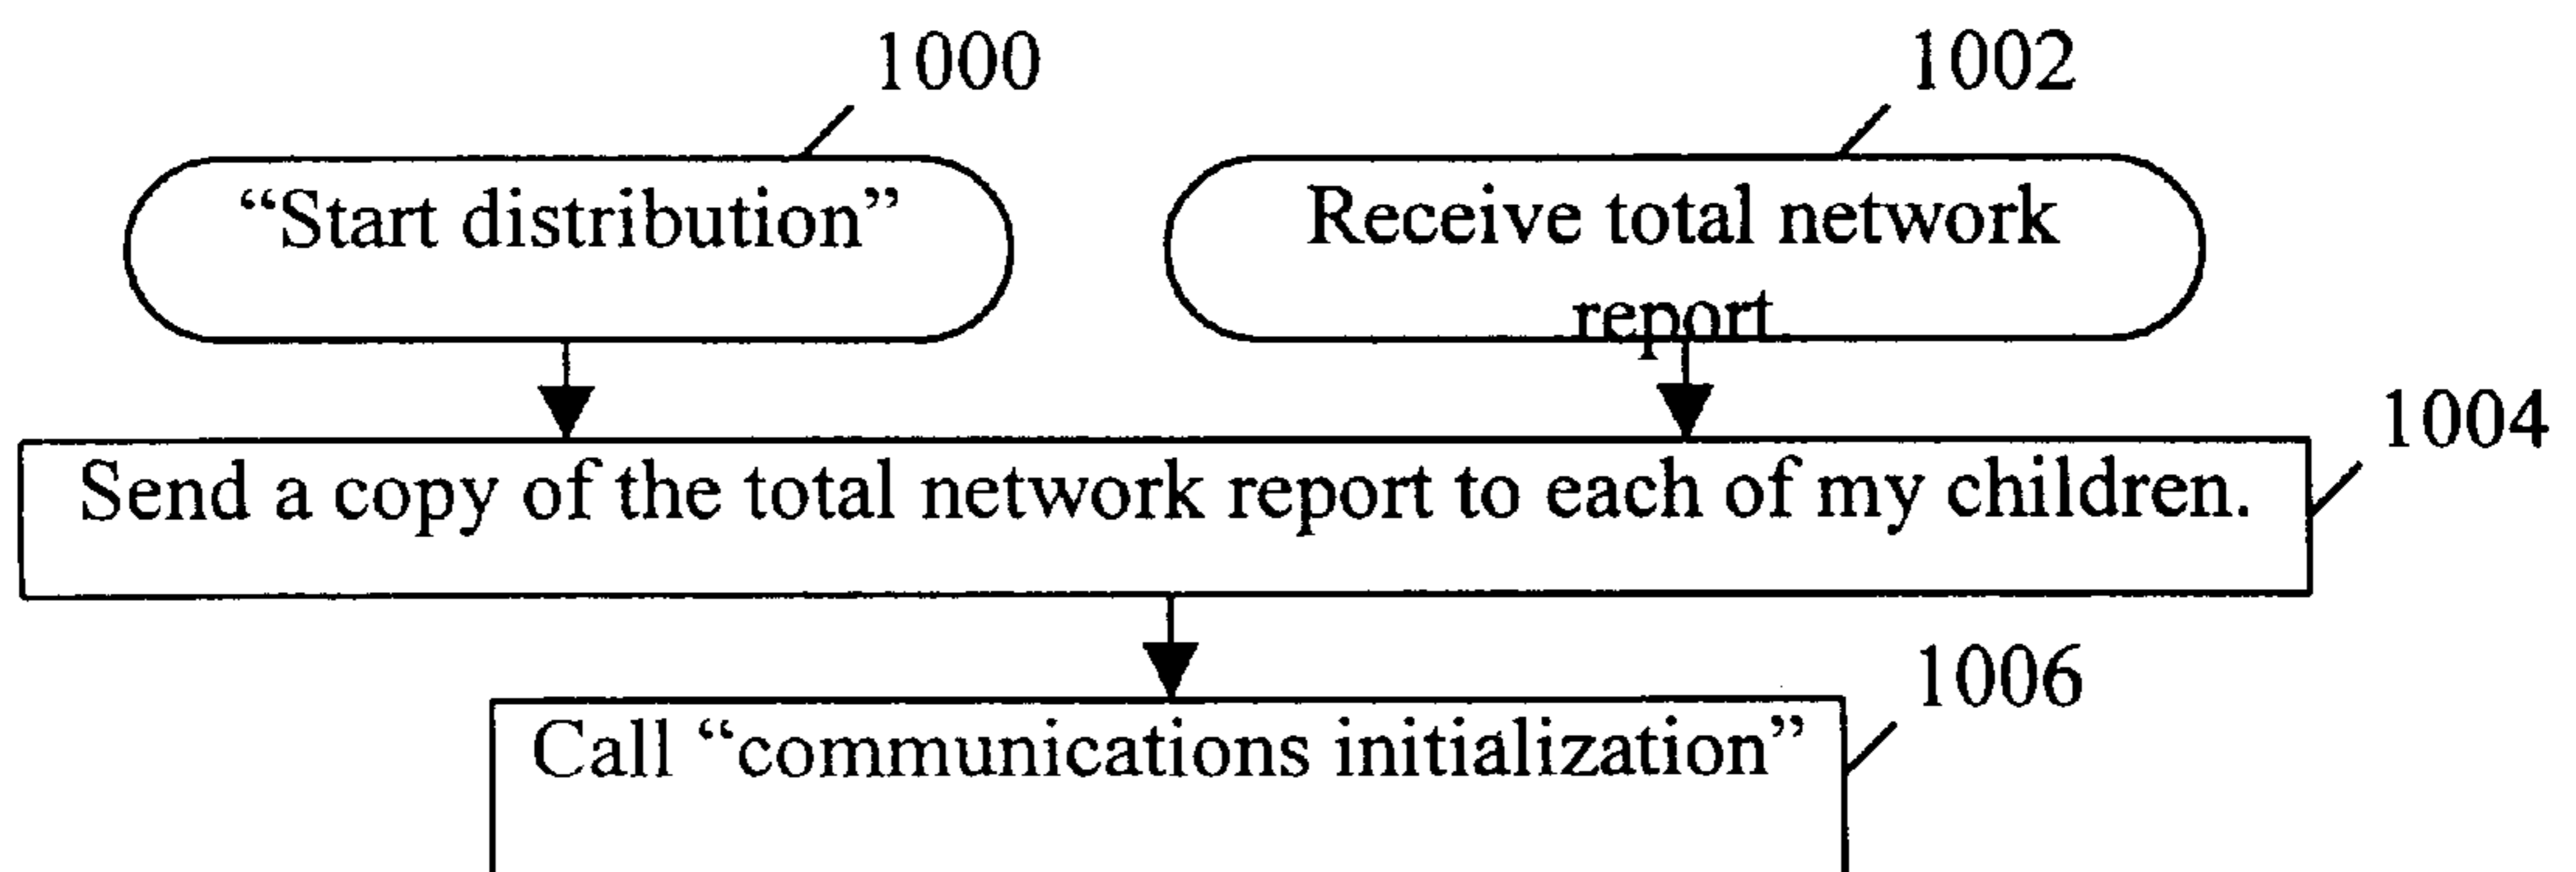 1000
1002
“Start distribution”
Receive total network
report
1004
Send a copy of the total network report to each of my children.
1006
Call “communications initialization”